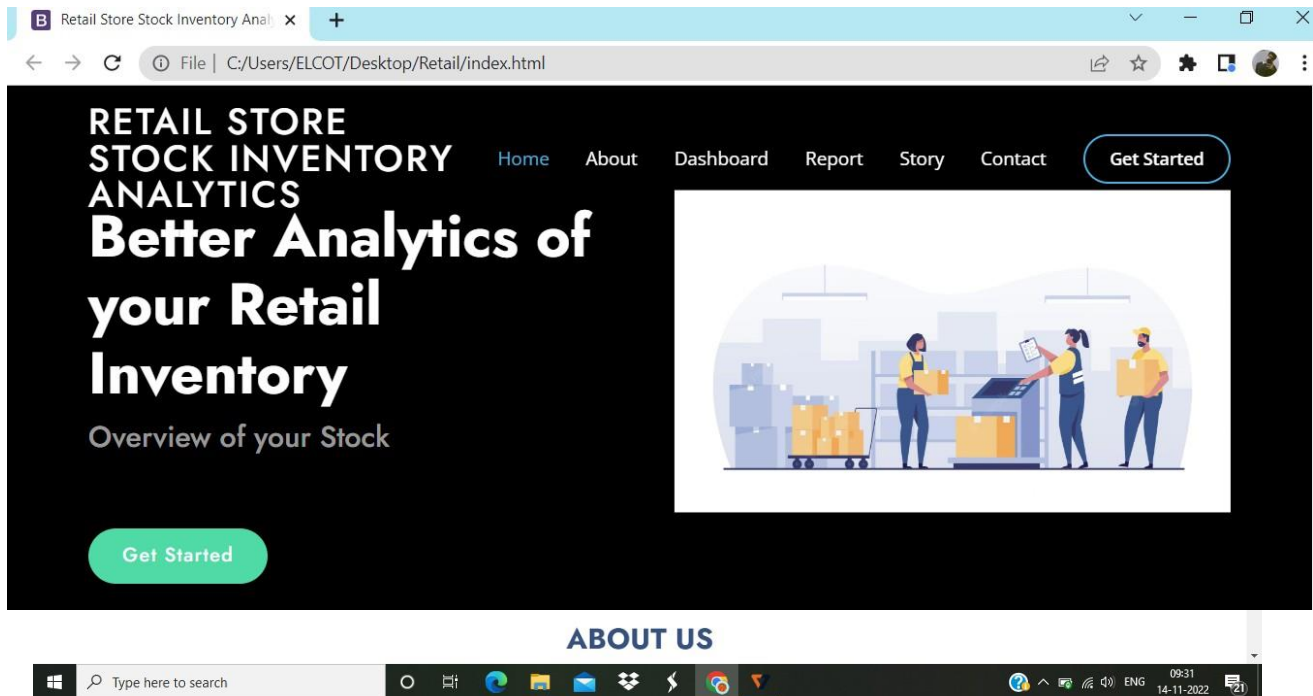 B Retail Store Stock Inventory Anal
File | C:/Users/ELCOT/Desktop/Retail/index.html
RETAIL STORE
STOCK INVENTORY
ANALYTICS
Home About Dashboard Report Story Contact Get Started
Better Analytics of
your Retail
Inventory
Overview of your Stock
Get Started
ABOUT US
Type here to search
ENG
09:31
14-11-2022
21